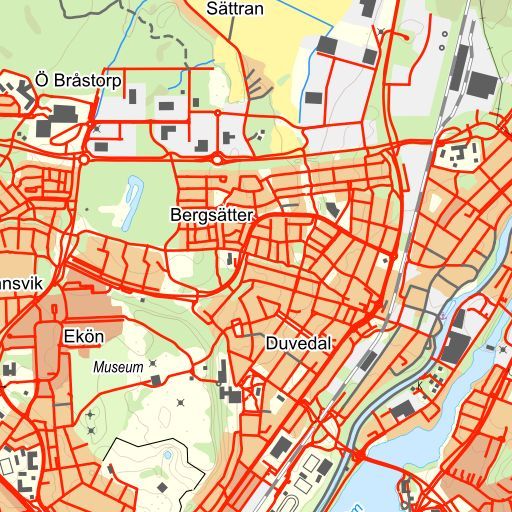 Sättran
Ö Bråstorp
Bergsätter
nsvik
Ekön
Duvedal
Museum